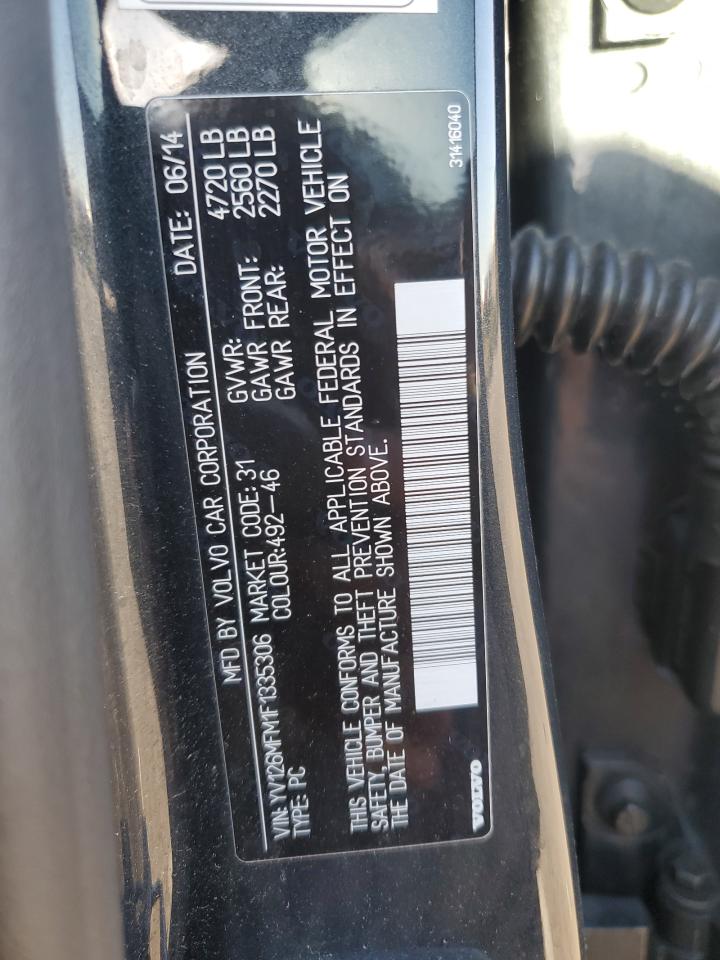 MFD BY VOLVO CAR CORPORATION DATE: 06/14
GVWR: 4720 LB
GAWR FRONT: 2560 LB
GAWR REAR: 2270 LB
VIN: YV126MFM1F1335306 MARKET CODE: 31
TYPE: PC COLOUR:492-46
THIS VEHICLE CONFORMS TO ALL APPLICABLE FEDERAL MOTOR VEHICLE
SAFETY, BUMPER AND THEFT PREVENTION STANDARDS IN EFFECT ON
THE DATE OF MANUFACTURE SHOWN ABOVE.
VOLVO
31416040